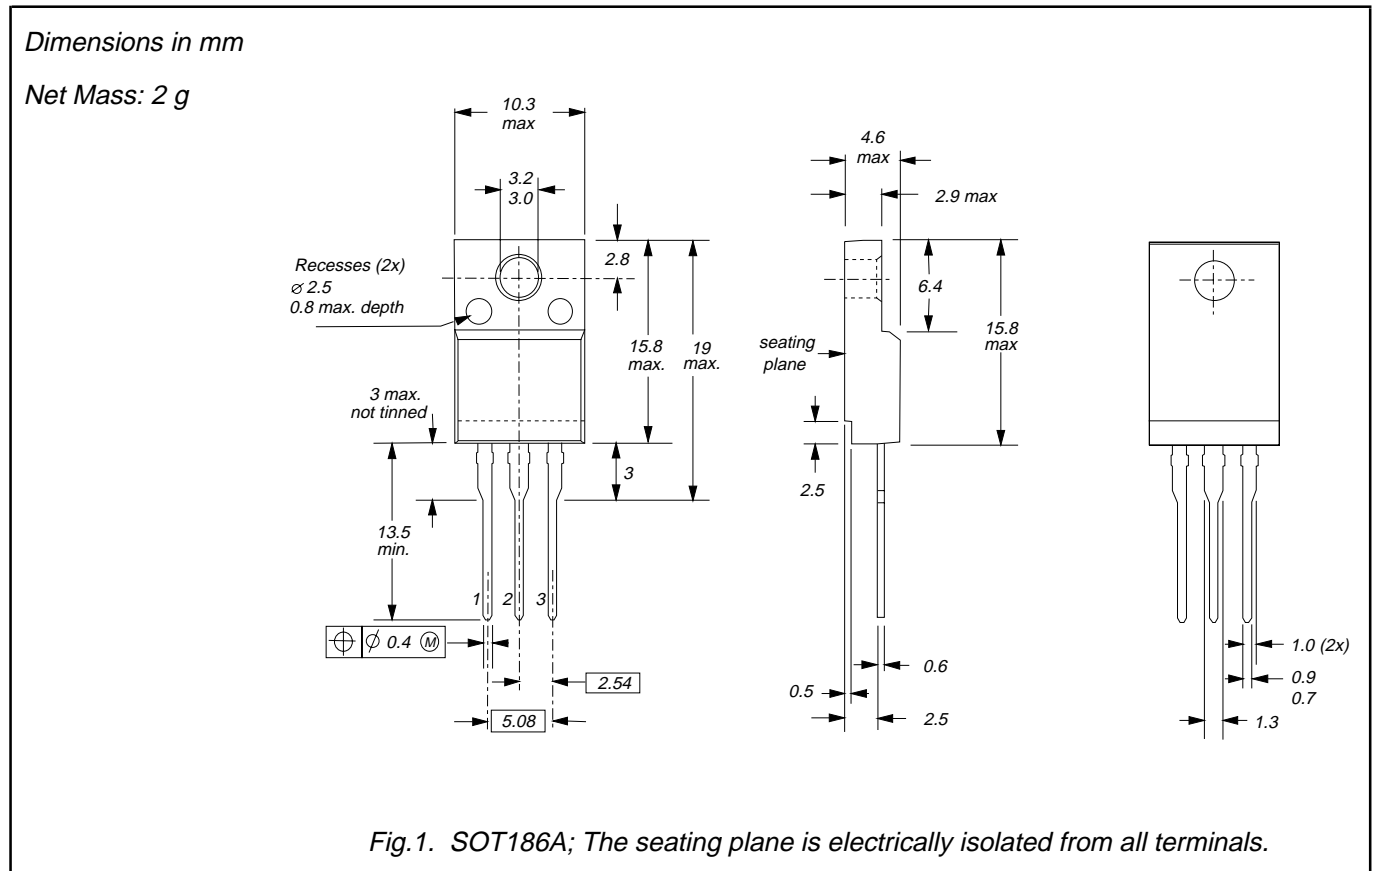 Dimensions in mm
Net Mass: 2 g
10.3
max
3.2
3.0
2.8
Recesses (2x)
⌀ 2.5
0.8 max. depth
15.8
max.
19
max.
3 max.
not tinned
3
13.5
min.
1 2 3
⌀ 0.4 Ⓜ
2.54
5.08
4.6
max
2.9 max
6.4
15.8
max
seating
plane
2.5
0.6
0.5
2.5
1.0 (2x)
0.9
0.7
1.3
Fig.1. SOT186A; The seating plane is electrically isolated from all terminals.